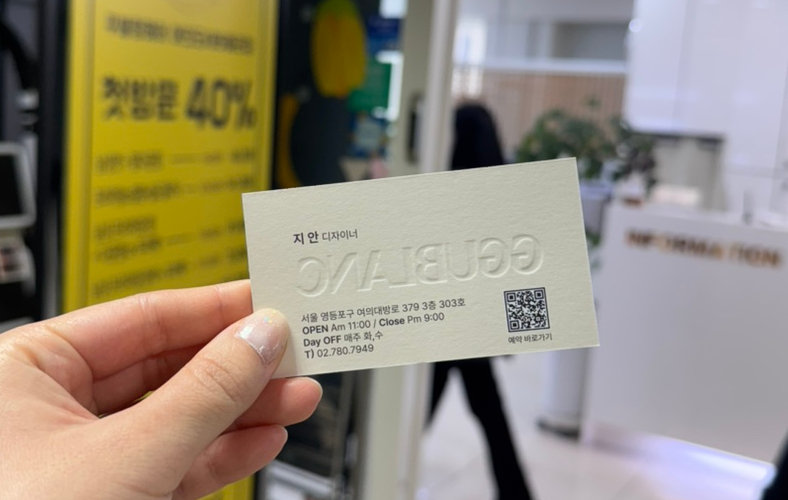 첫방문 40%
지안 디자이너
GGUBLANC
서울 영등포구 여의대방로 379 3층 303호
OPEN Am 11:00 / Close Pm 9:00
Day OFF 매주 화,수
T) 02.780.7949
예약 바로가기
INFORMATION